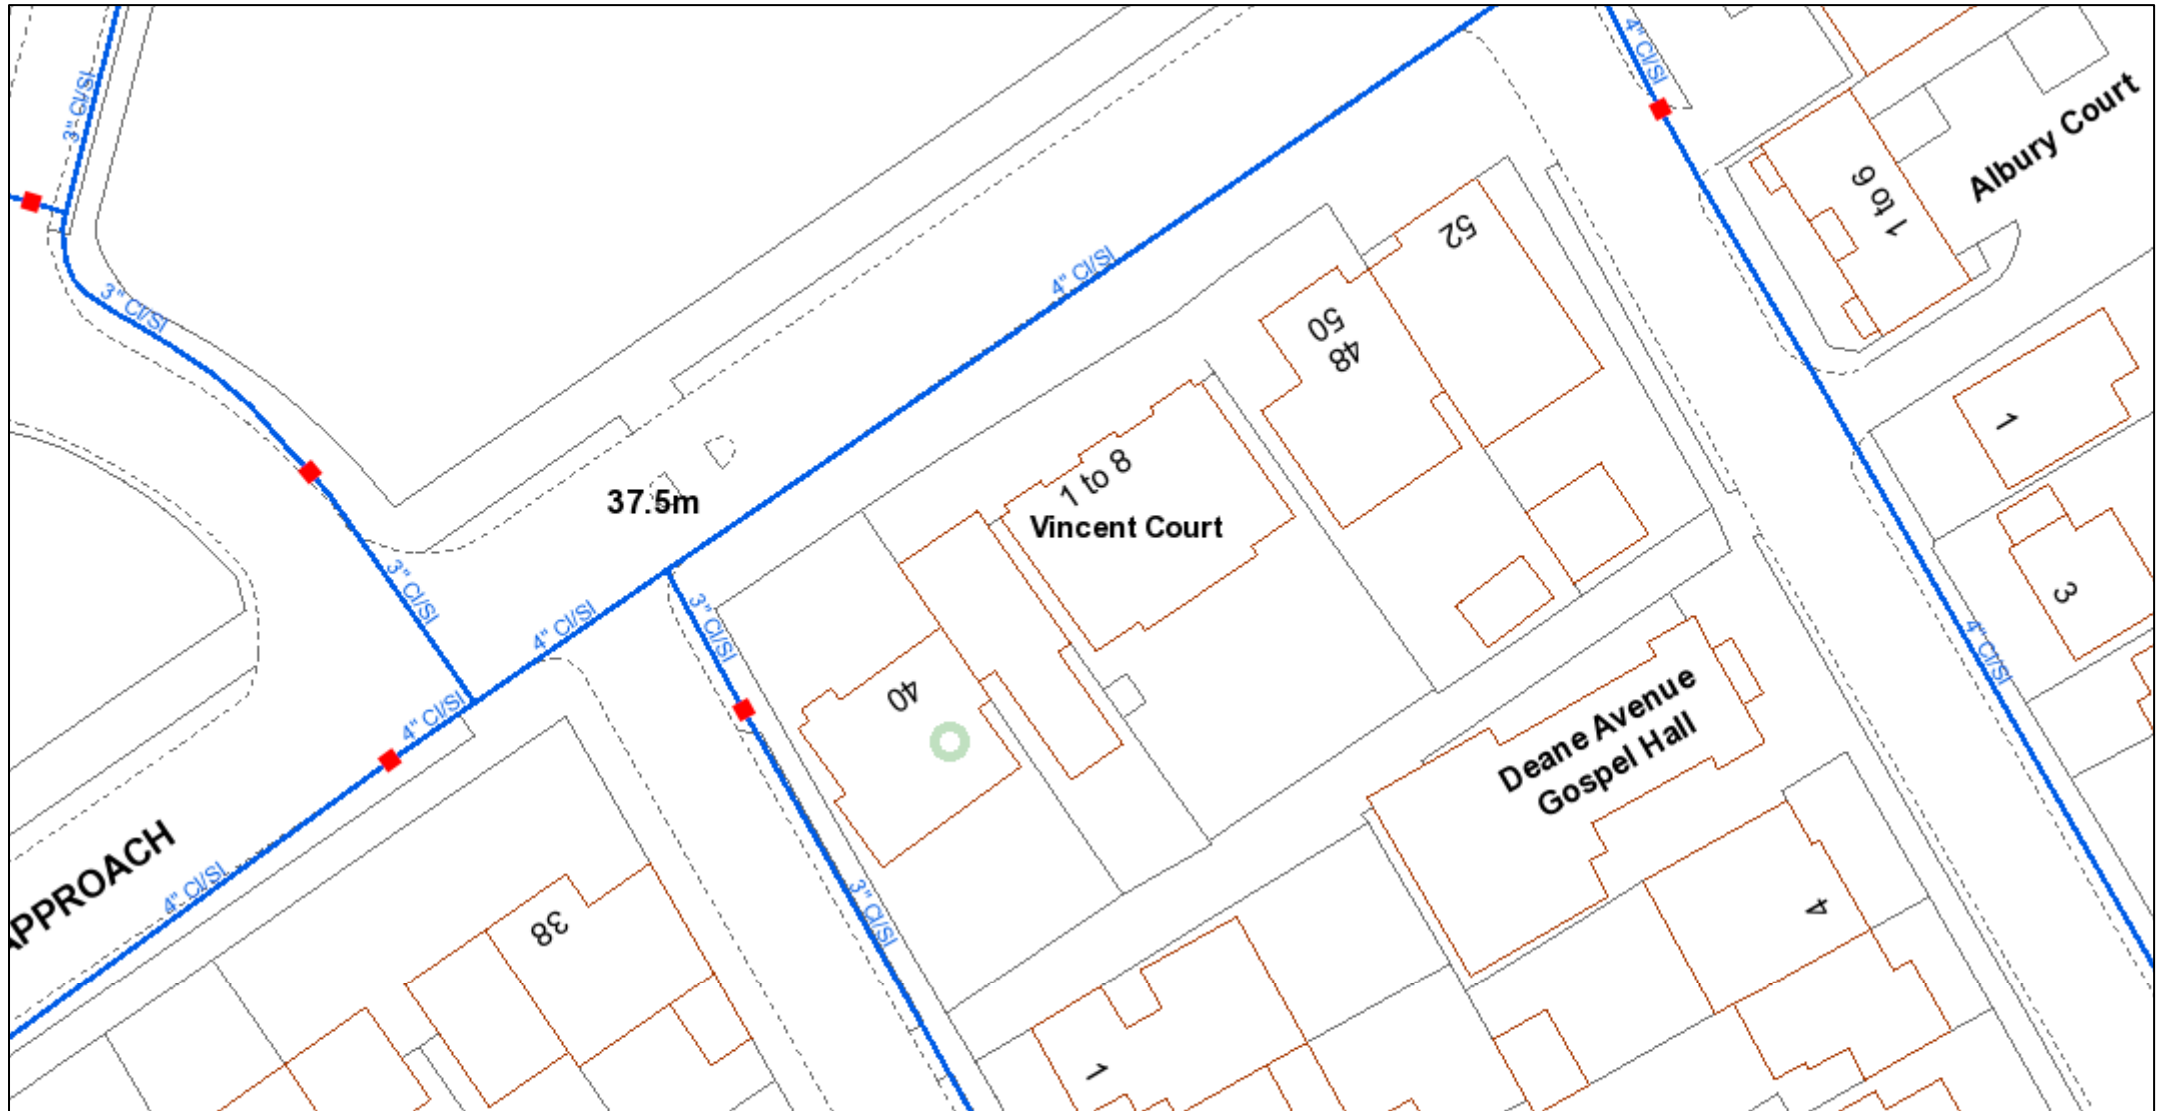 4" CI/SI
3" CI/SI
Albury Court
1 to 6
52
4" CI/SI
3" CI/SI
50
48
1
1 to 8
37.5m
Vincent Court
3" CI/SI
3
4" CI/SI
3" CI/SI
4" CI/SI
40
4" CI/SI
Deane Avenue
Gospel Hall
APPROACH
4" CI/SI
3" CI/SI
4
38
1